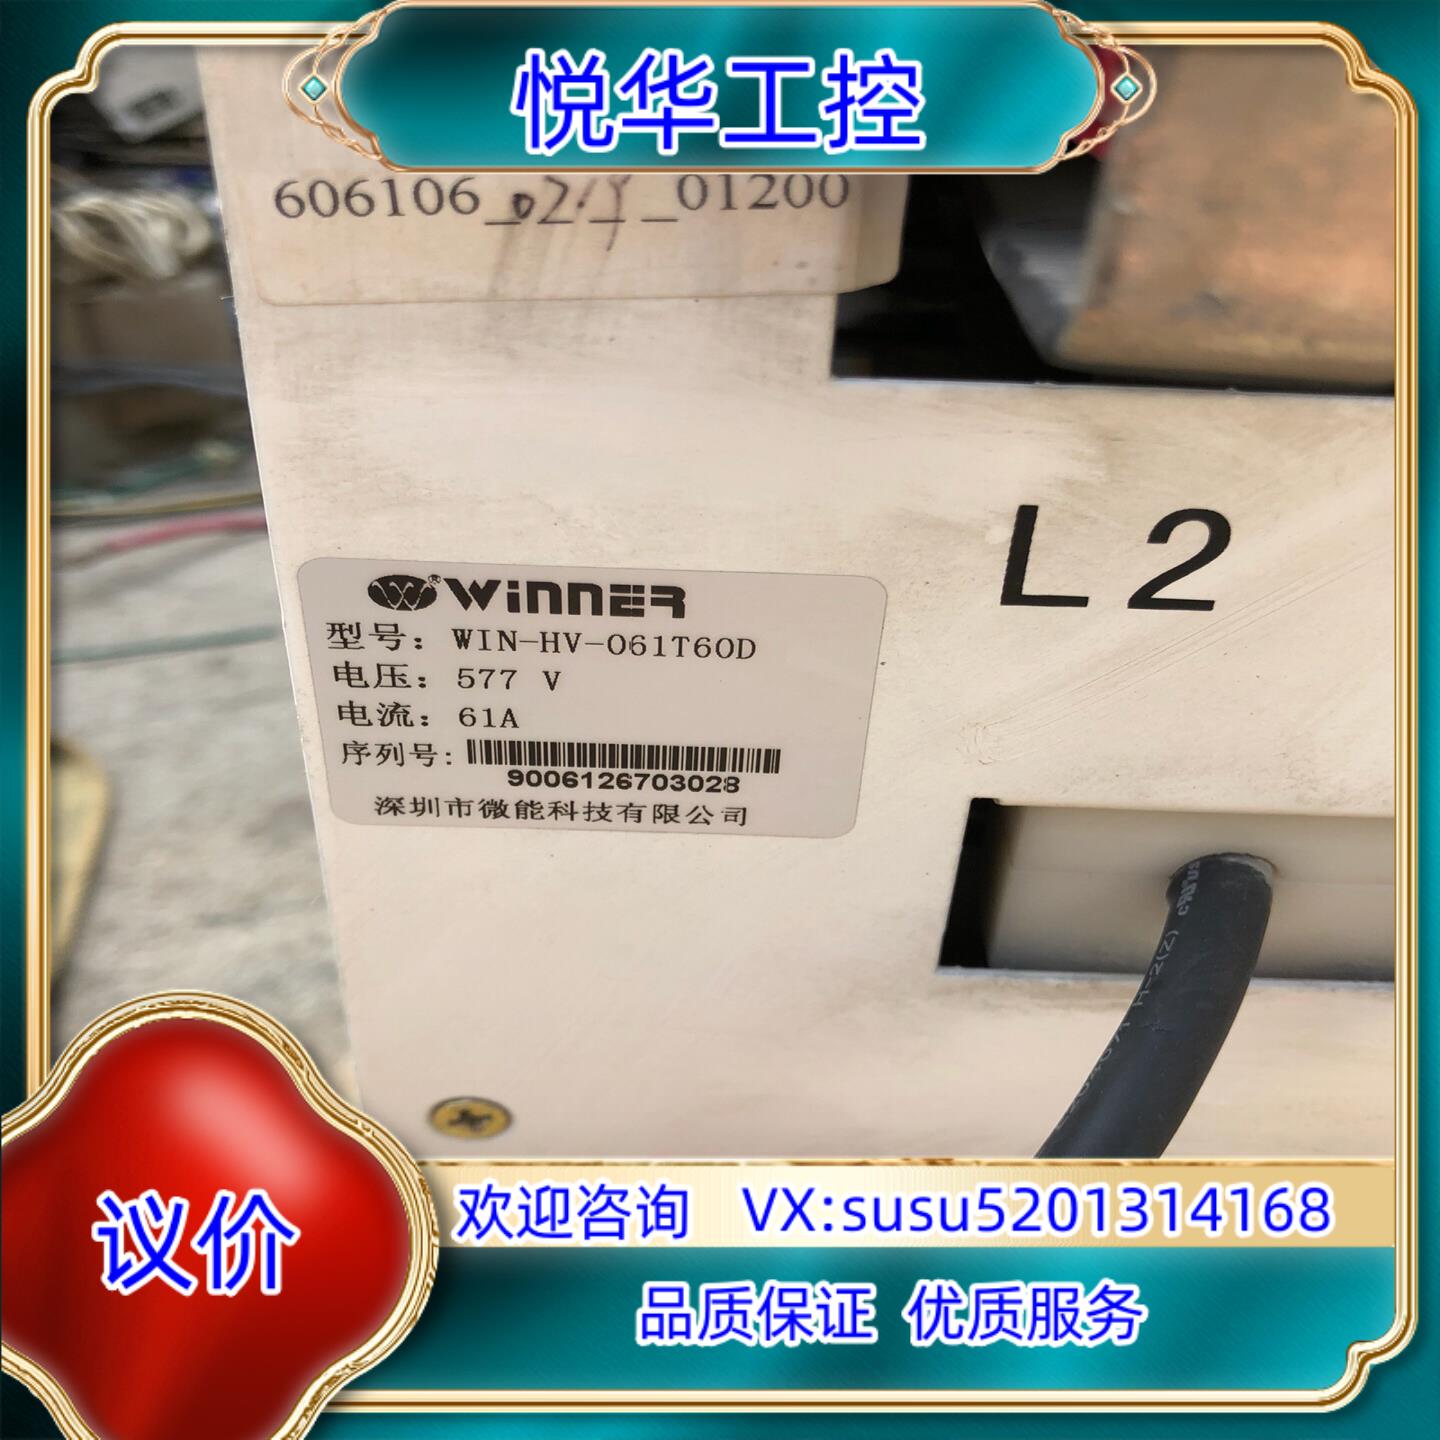 悦华工控
606106_02-Y_01200
L2
WINNER
型号: WIN-HV-061T60D
电压: 577 V
电流: 61A
序列号:
9006126703028
深圳市微能科技有限公司
议价
欢迎咨询 VX:susu5201314168
品质保证 优质服务